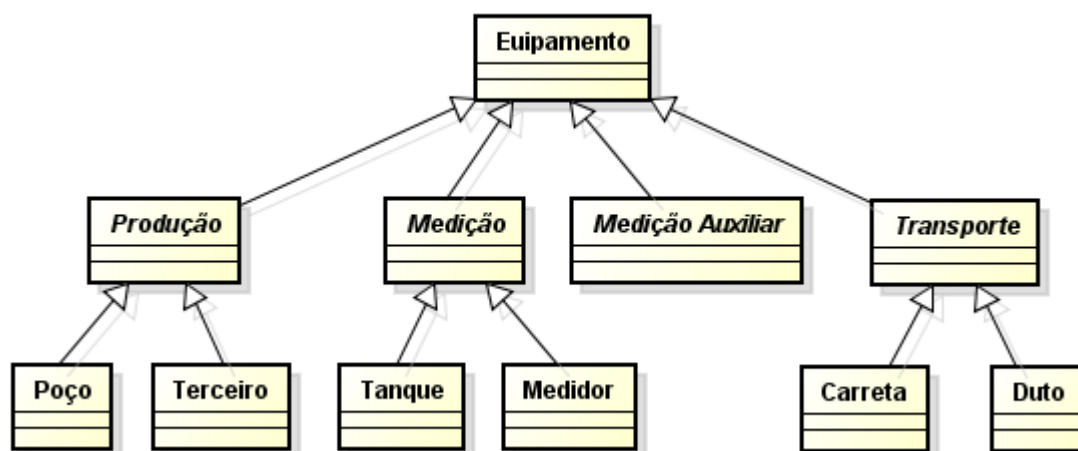 Euipamento
Produção
Medição
Medição Auxiliar
Transporte
Poço
Terceiro
Tanque
Medidor
Carreta
Duto